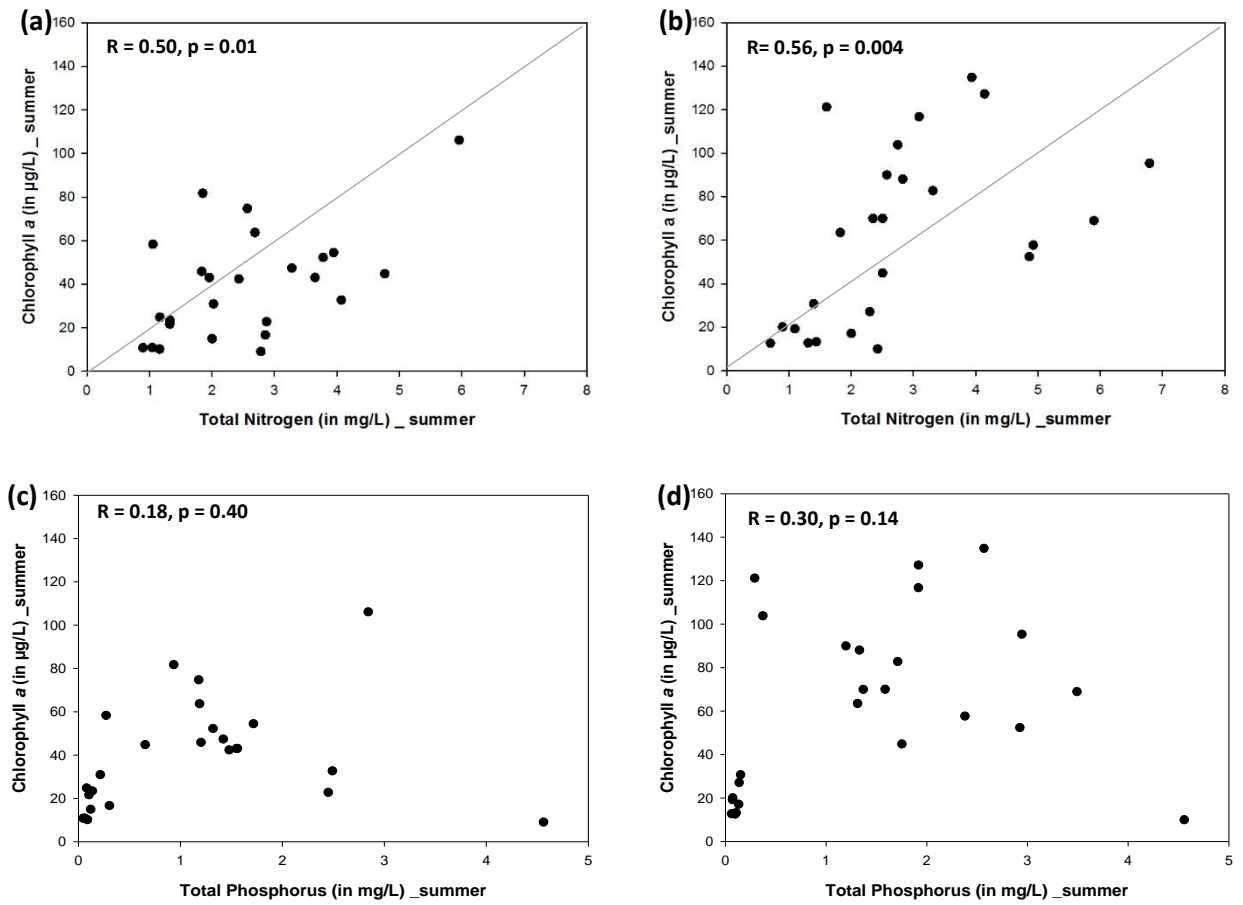 (a)
R = 0.50, p = 0.01
Chlorophyll a (in µg/L) _ summer
160
140
120
100
80
60
40
20
0
0 1 2 3 4 5 6 7 8
Total Nitrogen (in mg/L) _ summer
(b)
R= 0.56, p = 0.004
Chlorophyll a (in µg/L) _ summer
160
140
120
100
80
60
40
20
0
0 1 2 3 4 5 6 7 8
Total Nitrogen (in mg/L) _summer
(c)
R = 0.18, p = 0.40
Chlorophyll a (in µg/L) _summer
160
140
120
100
80
60
40
20
0
0 1 2 3 4 5
Total Phosphorus (in mg/L) _summer
(d)
R = 0.30, p = 0.14
Chlorophyll a (in µg/L) _summer
160
140
120
100
80
60
40
20
0
0 1 2 3 4 5
Total Phosphorus (in mg/L) _summer